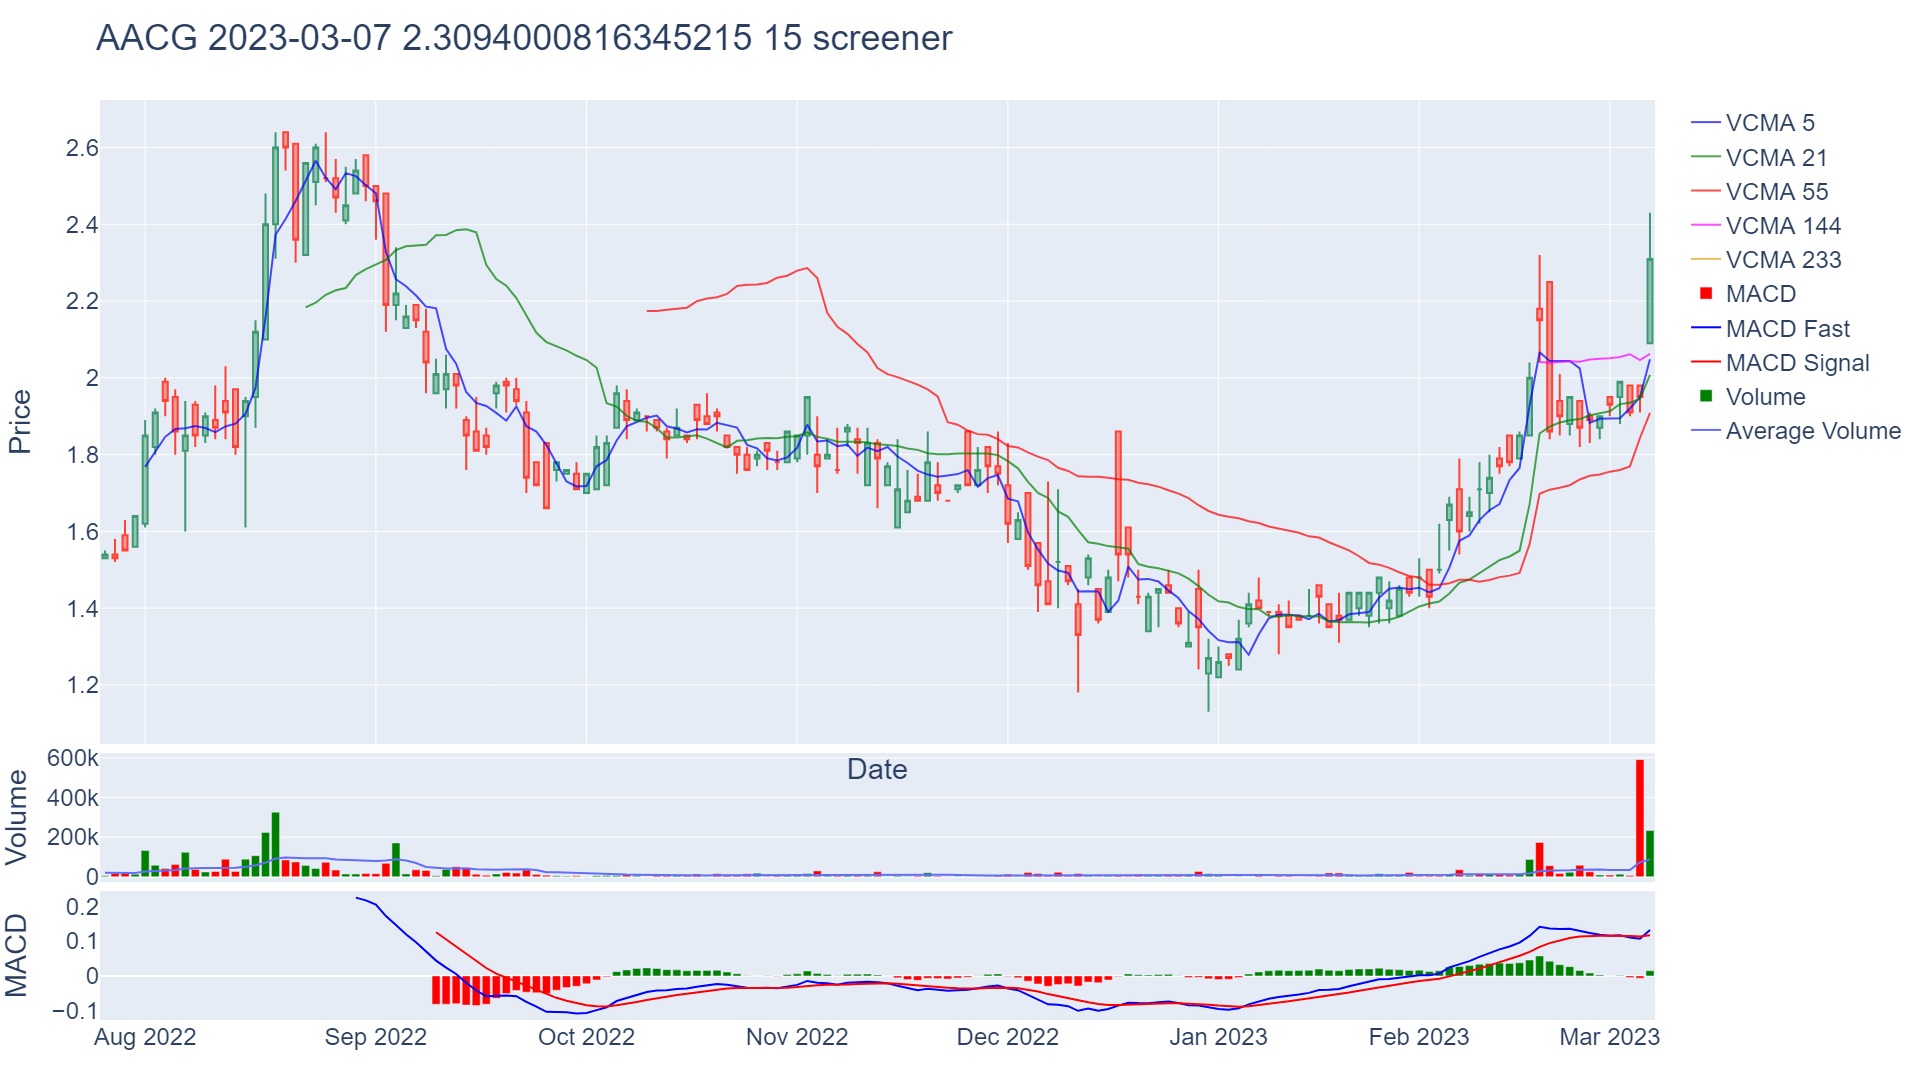 AACG 2023-03-07 2.3094000816345215 15 screener
Price
2.6
2.4
2.2
2
1.8
1.6
1.4
1.2
VCMA 5
VCMA 21
VCMA 55
VCMA 144
VCMA 233
MACD
MACD Fast
MACD Signal
Volume
Average Volume
Date
Volume
600k
400k
200k
0
MACD
0.2
0.1
0
−0.1
Aug 2022 Sep 2022 Oct 2022 Nov 2022 Dec 2022 Jan 2023 Feb 2023 Mar 2023